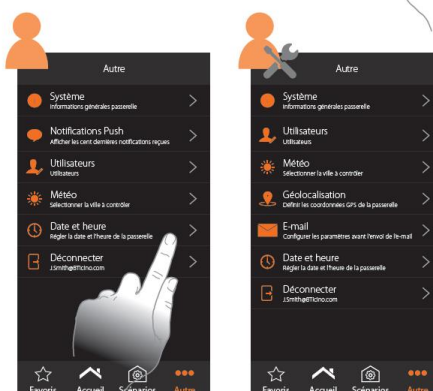 Autre
Système
Informations générales passerelle
Notifications Push
Afficher les cent dernières notifications reçues
Utilisateurs
Utilisateurs
Météo
Sélectionner la ville à contrôler
Date et heure
Régler la date et l'heure de la passerelle
Déconnecter
J.Smith@BTicino.com
Favoris
Accueil
Scénarios
Autre
Autre
Système
Informations générales passerelle
Utilisateurs
Utilisateurs
Météo
Sélectionner la ville à contrôler
Géolocalisation
Définir les coordonnées GPS de la passerelle
E-mail
Configurer les paramètres avant l'envoi de l'e-mail
Date et heure
Régler la date et l'heure de la passerelle
Déconnecter
J.Smith@BTicino.com
Favoris
Accueil
Scénarios
Autre